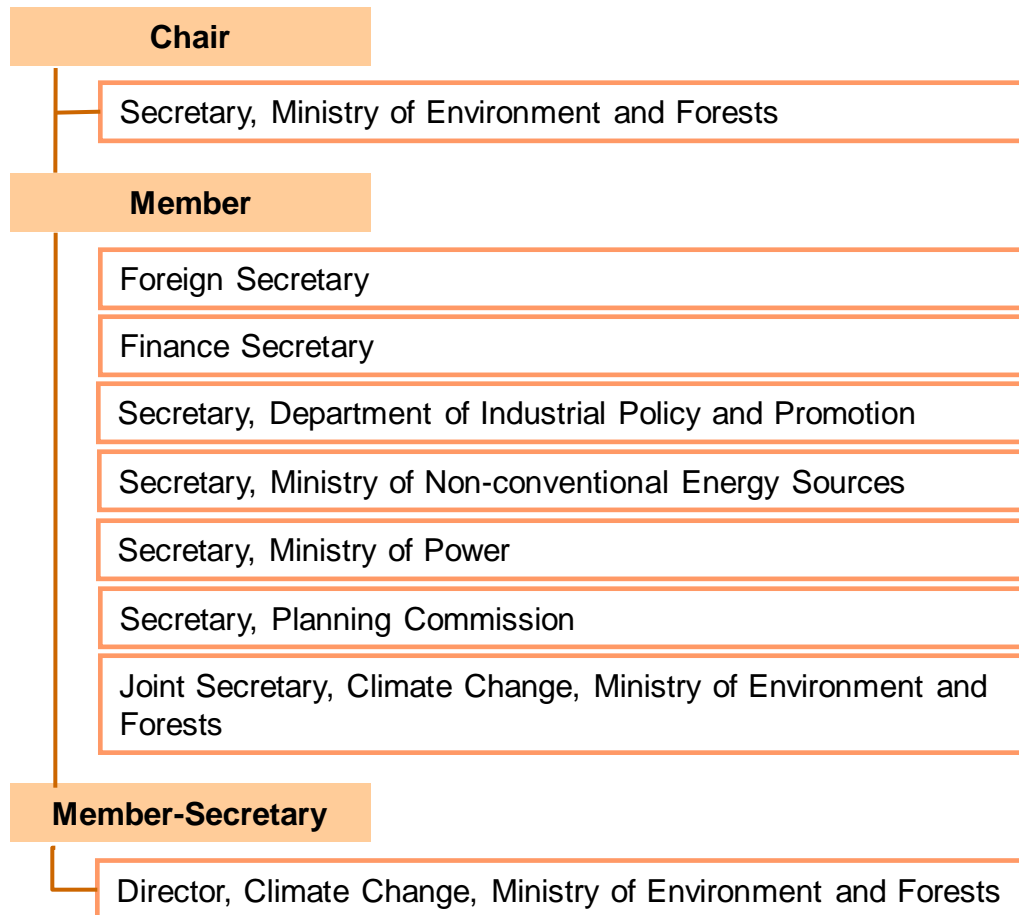 Chair
Secretary, Ministry of Environment and Forests
Member
Foreign Secretary
Finance Secretary
Secretary, Department of Industrial Policy and Promotion
Secretary, Ministry of Non-conventional Energy Sources
Secretary, Ministry of Power
Secretary, Planning Commission
Joint Secretary, Climate Change, Ministry of Environment and
Forests
Member-Secretary
Director, Climate Change, Ministry of Environment and Forests